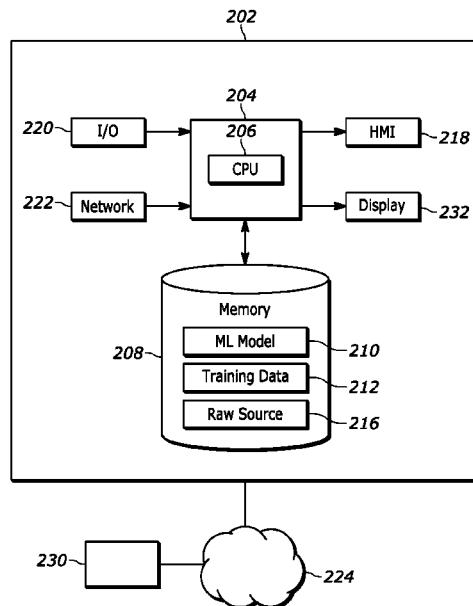 202
204
220
I/O
206
CPU
HMI
218
222
Network
Display
232
Memory
208
ML Model
210
Training Data
212
Raw Source
216
230
224